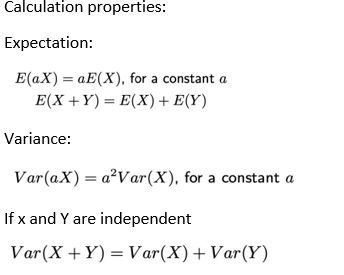 Calculation properties:
Expectation:
E(aX) = aE(X), for a constant a
E(X + Y) = E(X) + E(Y)
Variance:
Var(aX) = a²Var(X), for a constant a
If x and Y are independent
Var(X + Y) = Var(X) + Var(Y)